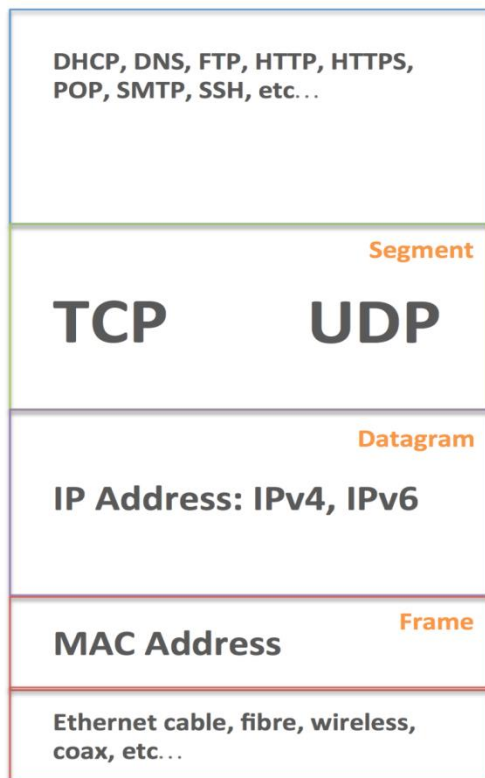 DHCP, DNS, FTP, HTTP, HTTPS,
POP, SMTP, SSH, etc...
Segment
TCP UDP
Datagram
IP Address: IPv4, IPv6
Frame
MAC Address
Ethernet cable, fibre, wireless,
coax, etc...